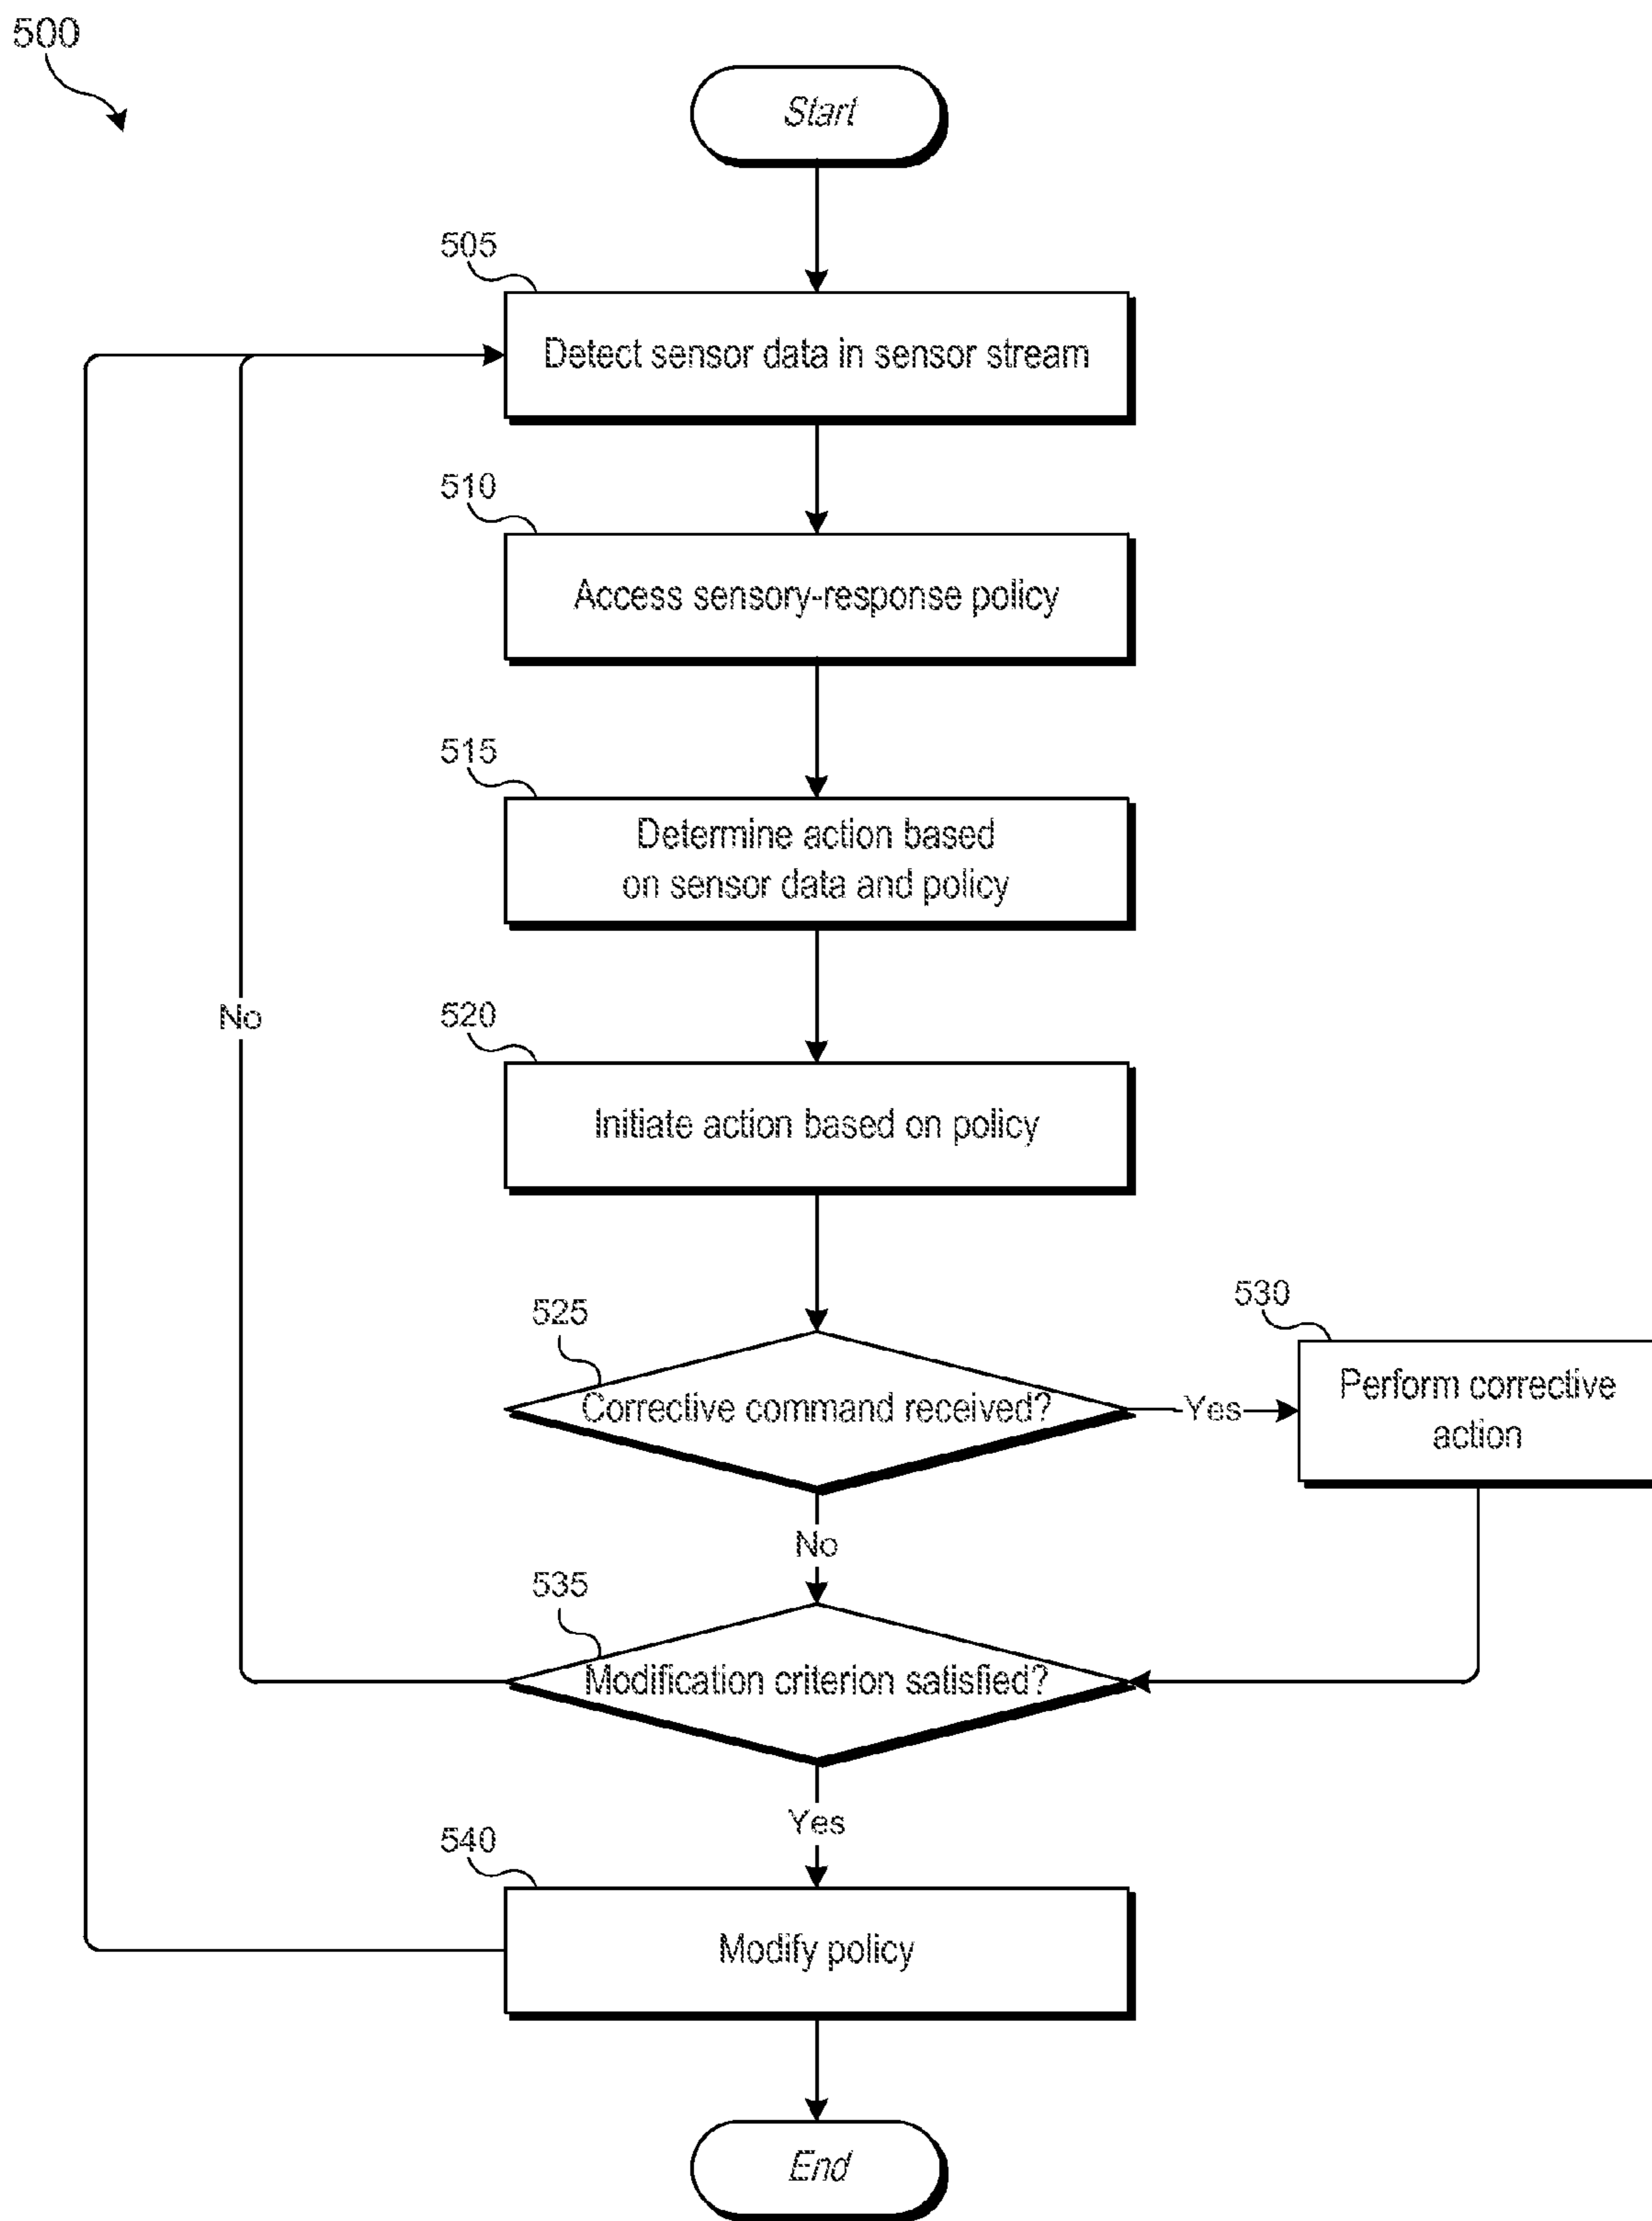 500
Start
505
Detect sensor data in sensor stream
510
Access sensory-response policy
515
Determine action based
on sensor data and policy
No
520
Initiate action based on policy
525
Corrective command received?
Yes
530
Perform corrective
action
No
535
Modification criterion satisfied?
Yes
540
Modify policy
End